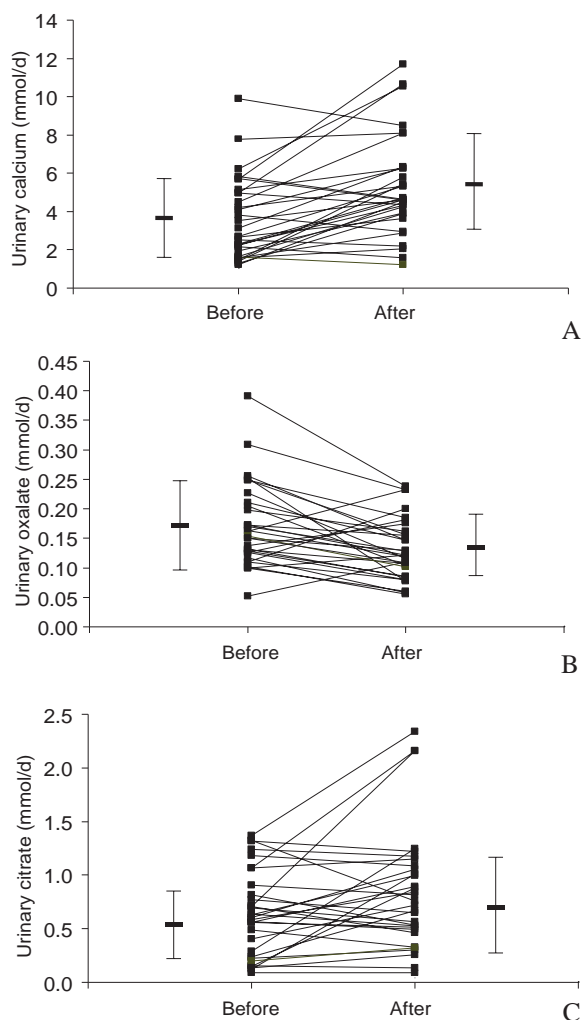 Urinary calcium (mmol/d)
14
12
10
8
6
4
2
0
Before After
A
Urinary oxalate (mmol/d)
0.45
0.40
0.35
0.30
0.25
0.20
0.15
0.10
0.05
0.00
Before After
B
Urinary citrate (mmol/d)
2.5
2.0
1.5
1.0
0.5
0.0
Before After
C